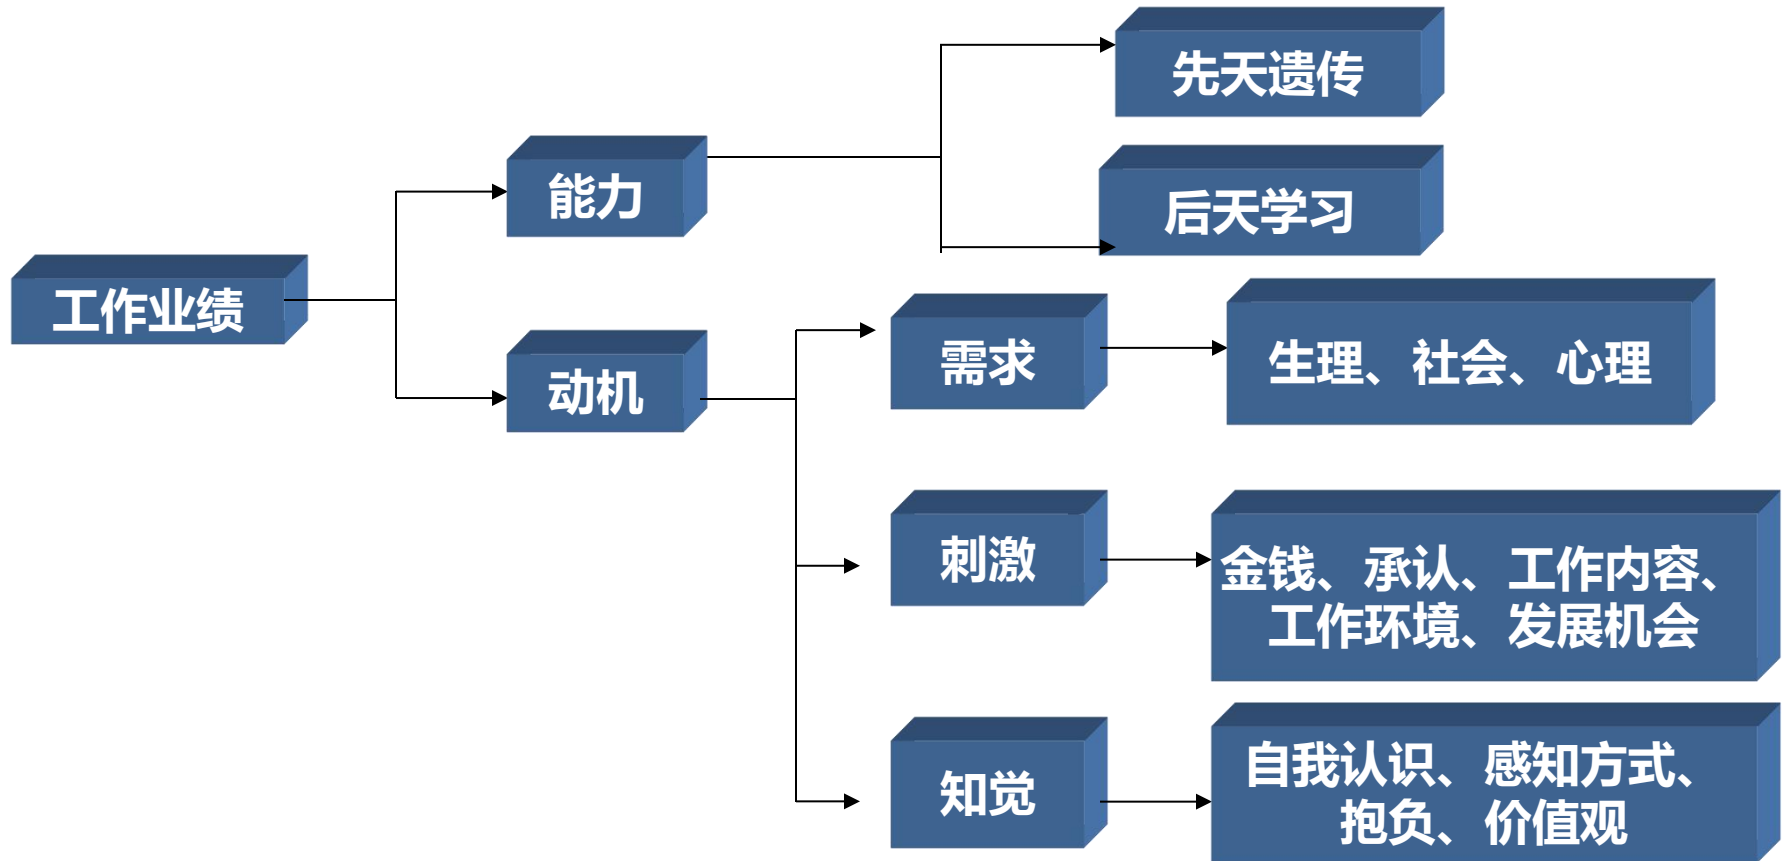 先天遗传
能力
后天学习
工作业绩
动机
需求
生理、社会、心理
刺激
金钱、承认、工作内容、
工作环境、发展机会
知觉
自我认识、感知方式、
抱负、价值观